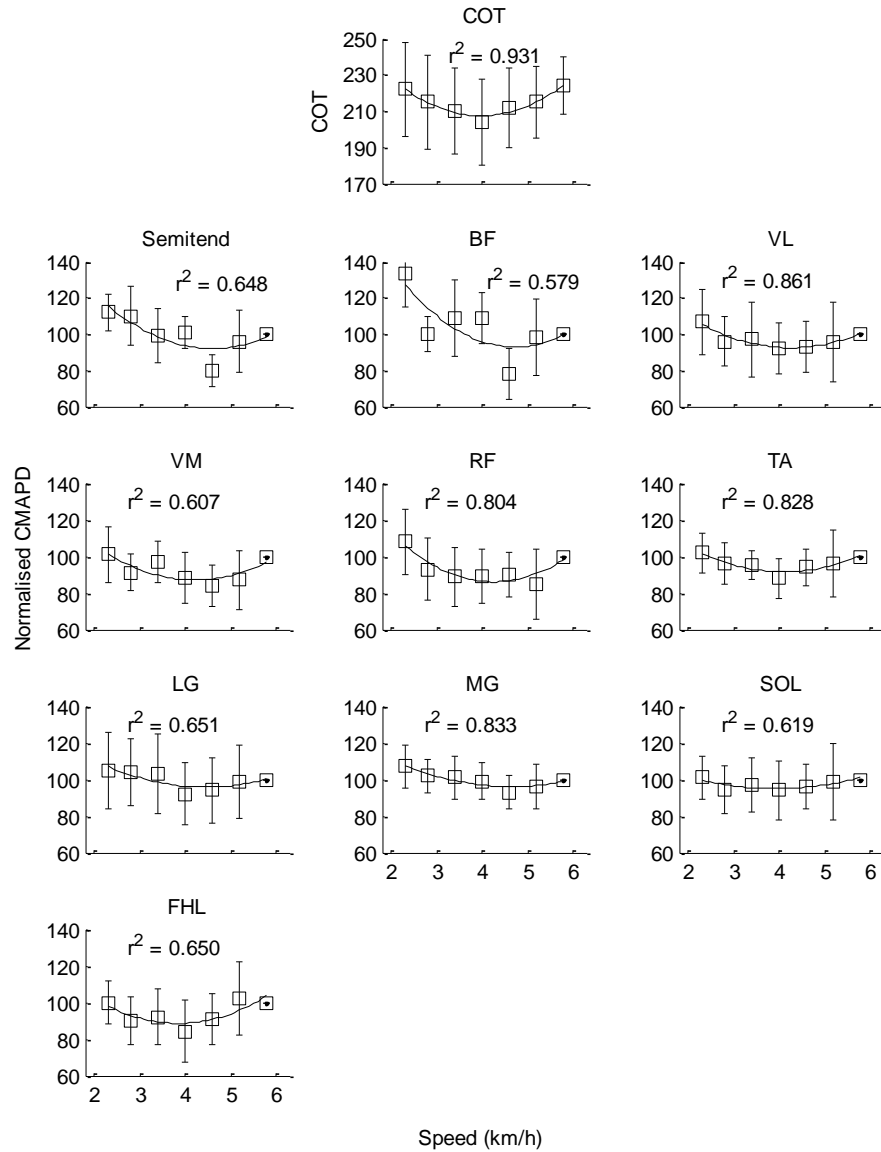 COT
250
r² = 0.931
230
COT
210
190
170
Semitend
BF
VL
140
r² = 0.648
120
100
80
60
140
r² = 0.579
120
100
80
60
140
r² = 0.861
120
100
80
60
VM
RF
TA
Normalised CMAPD
140
r² = 0.607
120
100
80
60
140
r² = 0.804
120
100
80
60
140
r² = 0.828
120
100
80
60
LG
MG
SOL
140
r² = 0.651
120
100
80
60
140
r² = 0.833
120
100
80
60
2 3 4 5 6
140
r² = 0.619
120
100
80
60
2 3 4 5 6
FHL
140
r² = 0.650
120
100
80
60
2 3 4 5 6
Speed (km/h)